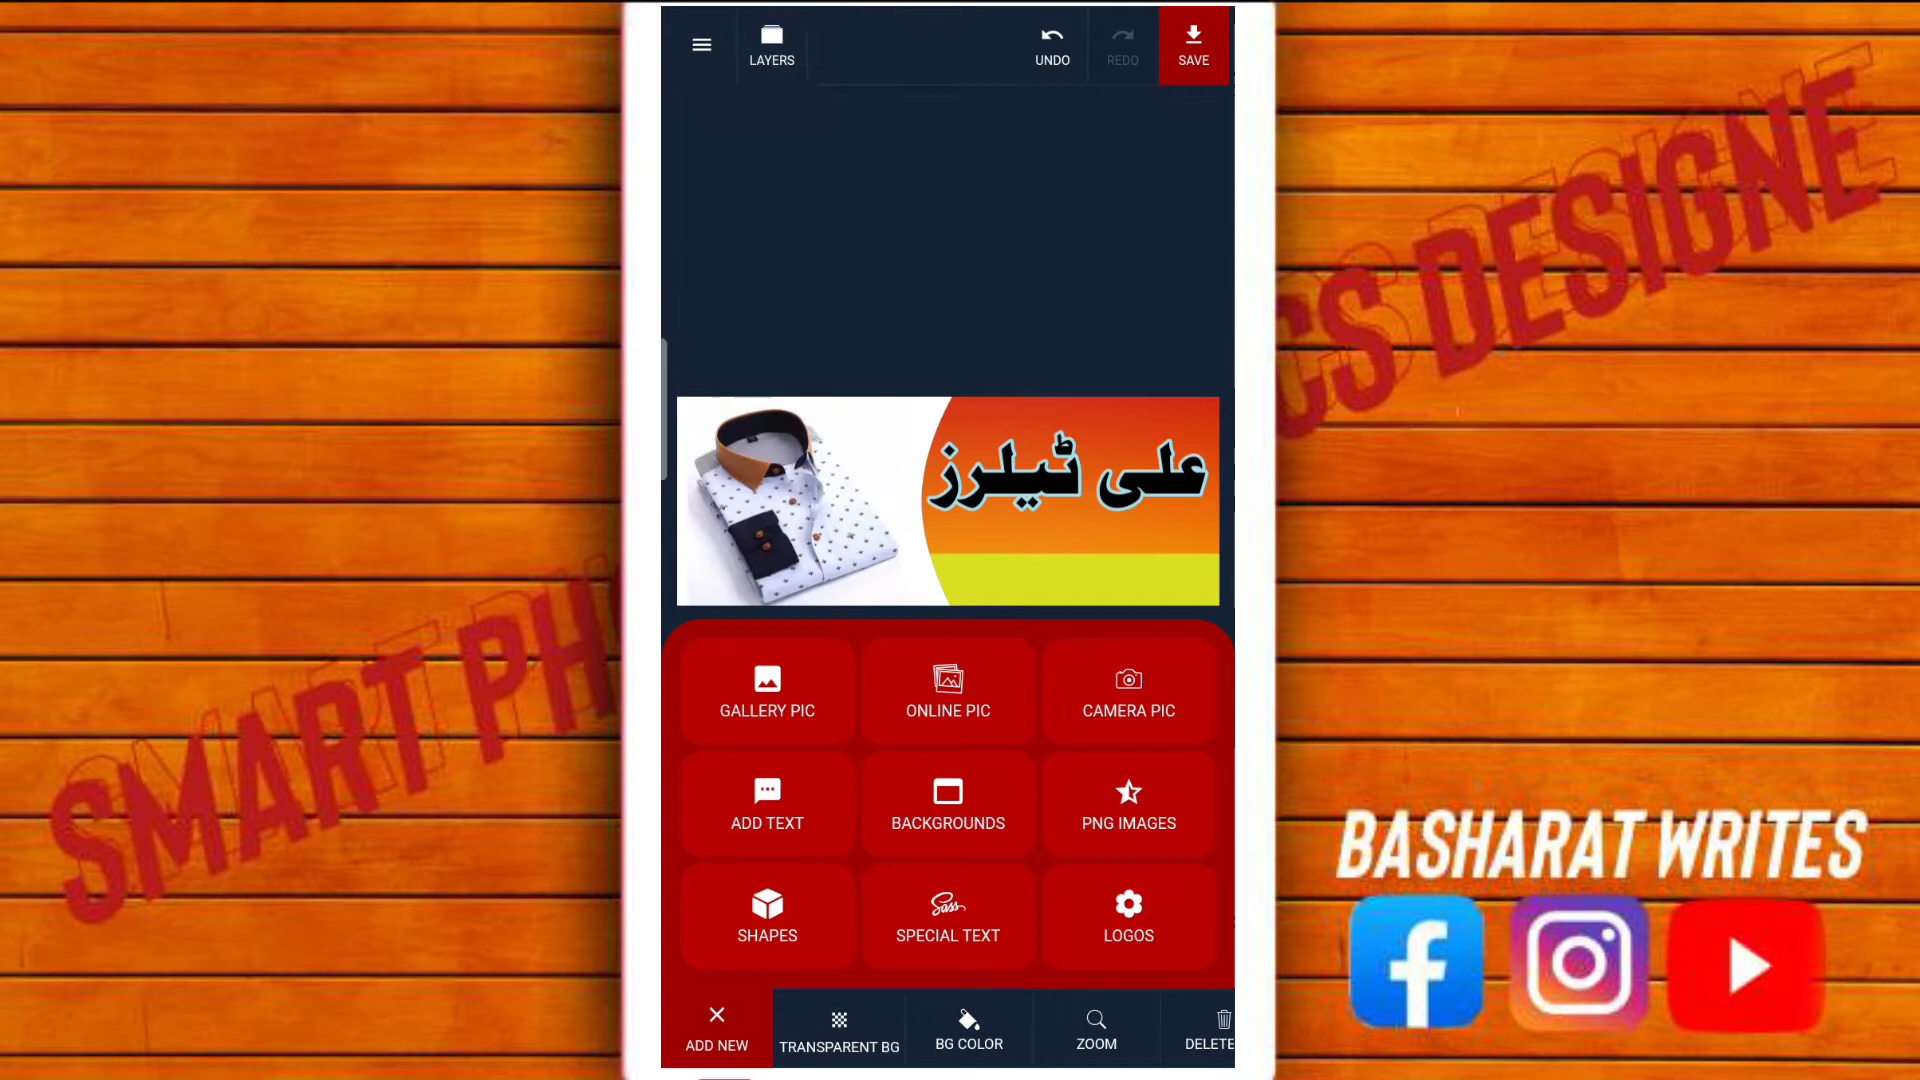 LAYERS
UNDO
REDO
SAVE
CS DESIGNE
علی ٹیلرز
SMART PH
GALLERY PIC
ONLINE PIC
CAMERA PIC
ADD TEXT
BACKGROUNDS
PNG IMAGES
SHAPES
Sass
SPECIAL TEXT
LOGOS
BASHARAT WRITES
ADD NEW
TRANSPARENT BG
BG COLOR
ZOOM
DELETE